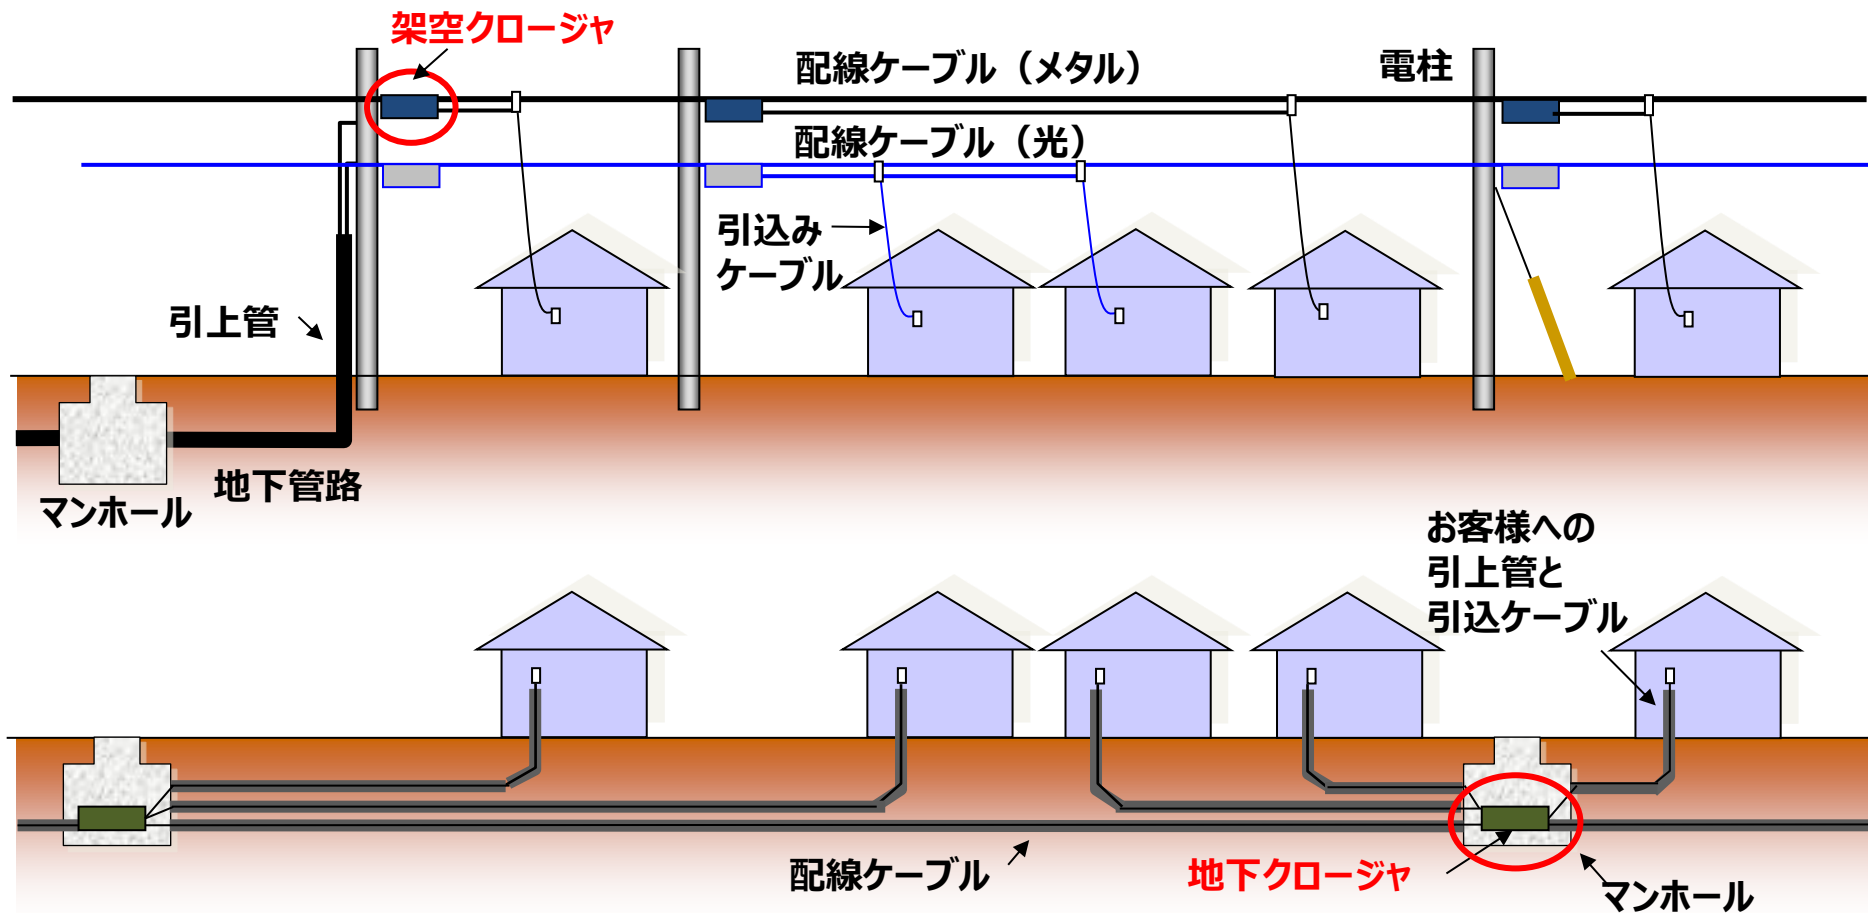 架空クロージャ
配線ケーブル（メタル）
電柱
配線ケーブル（光）
引込み
ケーブル
引上管
地下管路
マンホール
お客様への
引上管と
引込ケーブル
配線ケーブル
地下クロージャ
マンホール